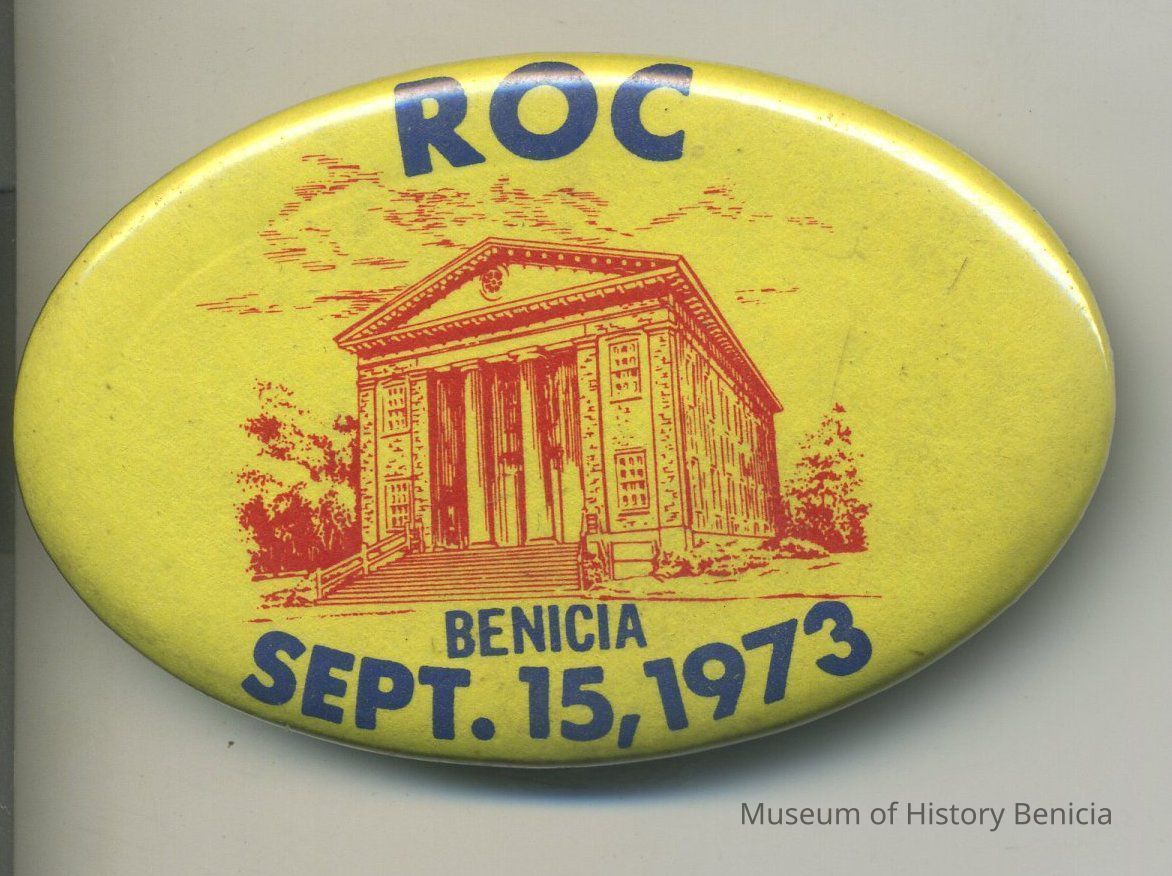 ROC
BENICIA
SEPT. 15, 1973
Museum of History Benicia